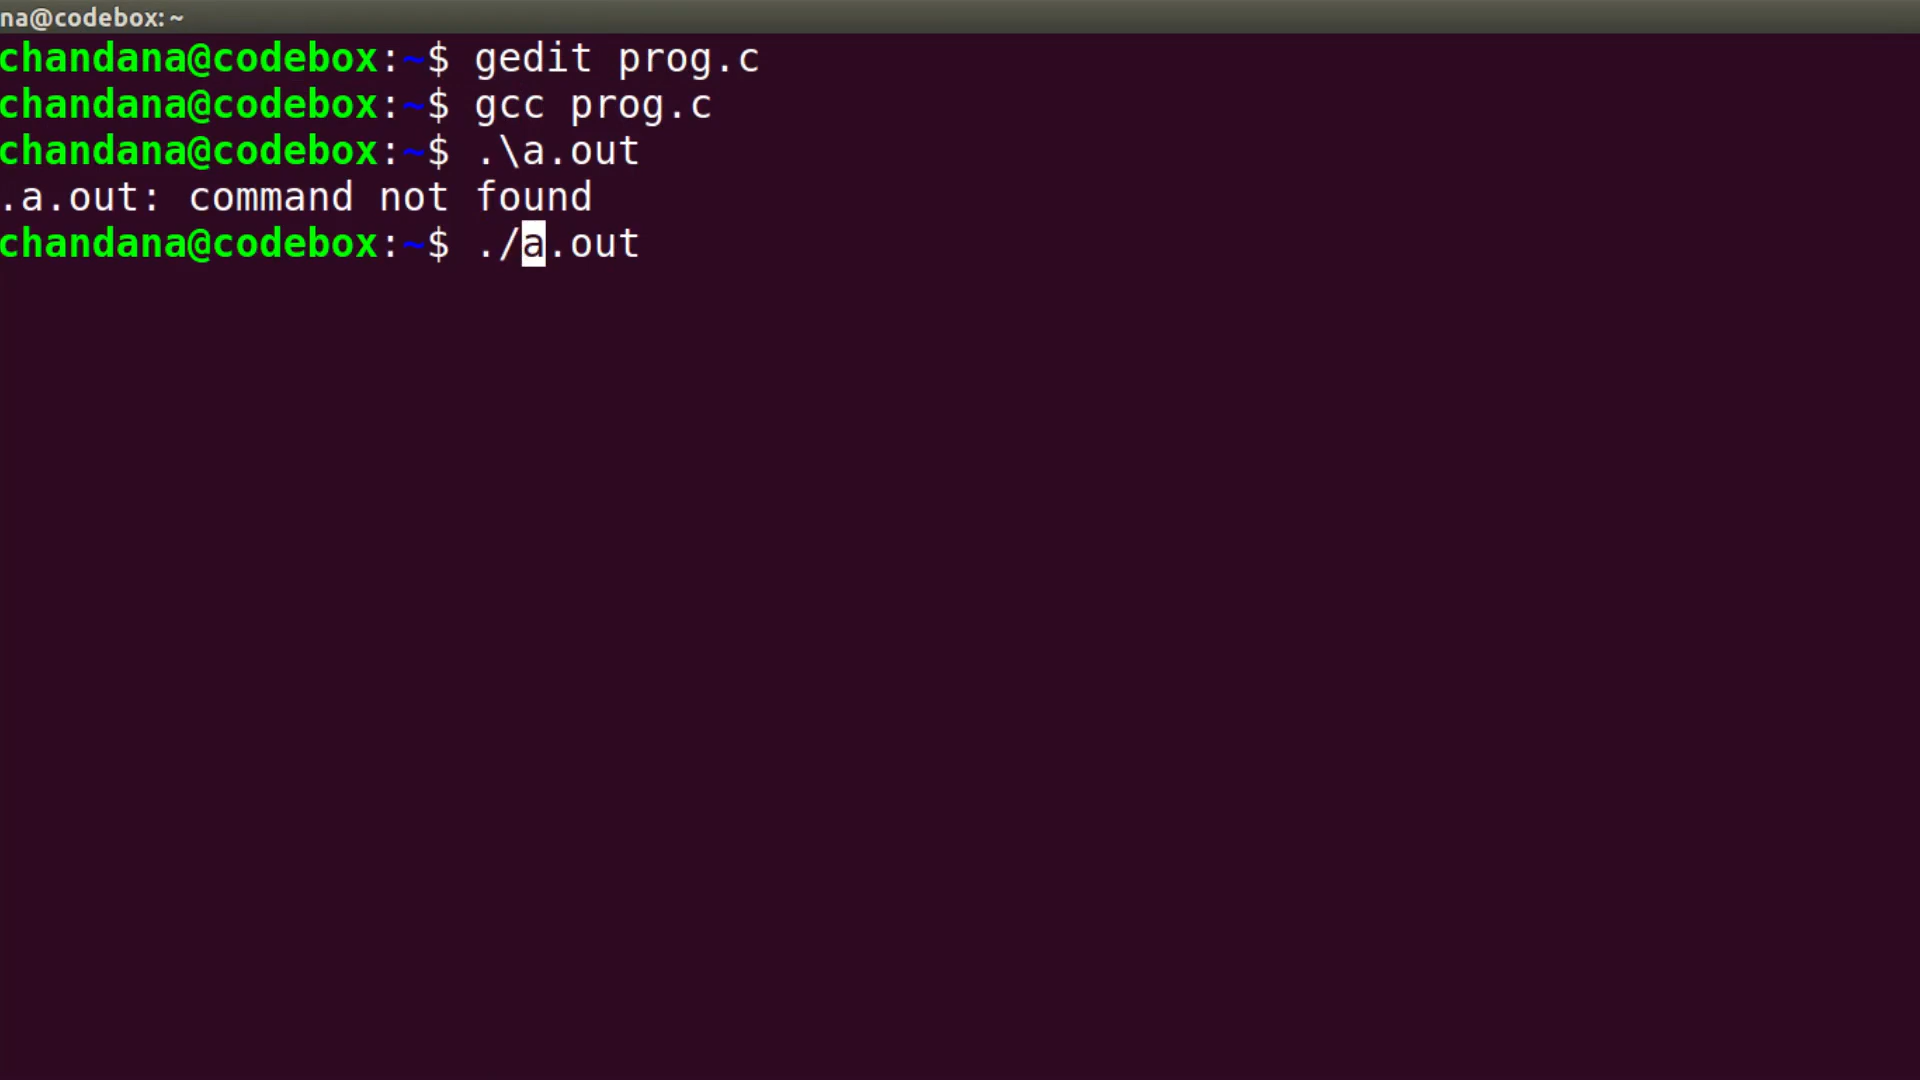 na@codebox: ~
chandana@codebox:~$ gedit prog.c
chandana@codebox:~$ gcc prog.c
chandana@codebox:~$ .\a.out
.a.out: command not found
chandana@codebox:~$ ./a.out